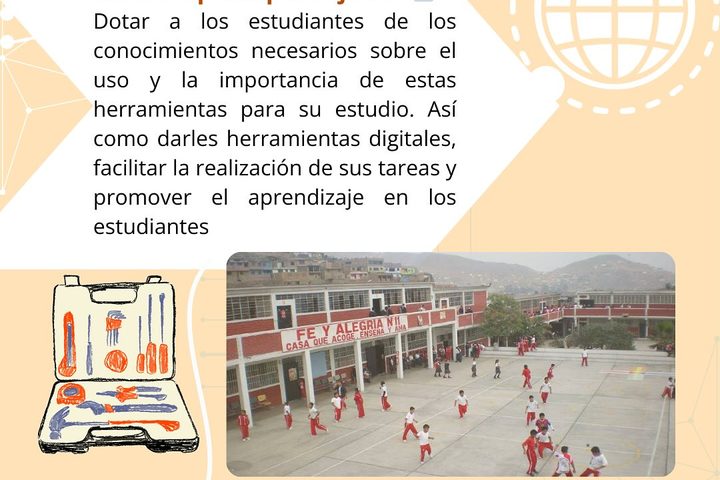 Dotar a los estudiantes de los
conocimientos necesarios sobre el
uso y la importancia de estas
herramientas para su estudio. Así
como darles herramientas digitales,
facilitar la realización de sus tareas y
promover el aprendizaje en los
estudiantes
FE Y ALEGRIA Nº11
CASA QUE ACOGE, ENSEÑA Y AMA